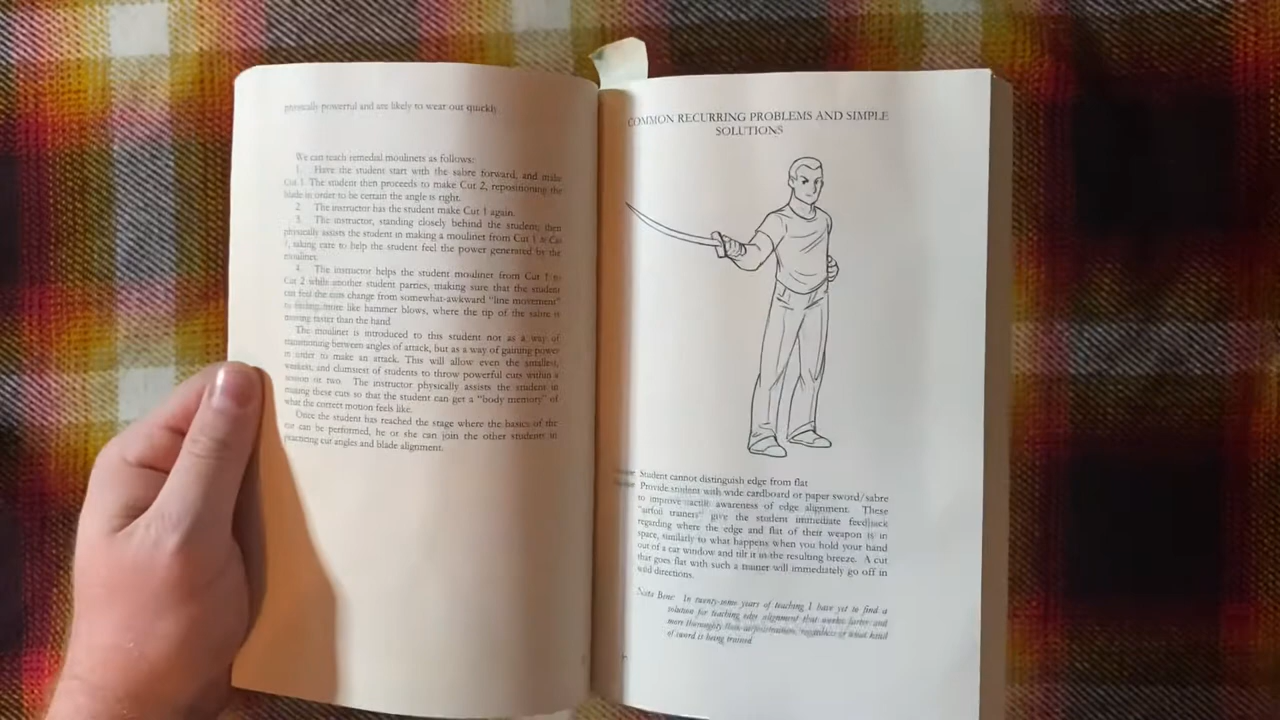 physically powerful and are likely to wear out quickly.
We can teach remedial moulinets as follows:
1. Have the student start with the sabre forward, and make
Cut 1. The student then proceeds to make Cut 2, repositioning the
blade in order to be certain the angle is right.
2. The instructor has the student make Cut 1 again.
3. The instructor, standing closely behind the student, then
physically assists the student in making a moulinet from Cut 1 to Cut
1, taking care to help the student feel the power generated by the
moulinet.
4. The instructor helps the student moulinet from Cut 1 to
Cut 2 while another student parries, making sure that the student
can feel the cuts change from somewhat-awkward "line movement"
to feeling more like hammer blows, where the tip of the sabre is
moving faster than the hand.
The moulinet is introduced to this student not as a way of
transitioning between angles of attack, but as a way of gaining power
in order to make an attack. This will allow even the smallest,
weakest, and clumsiest of students to throw powerful cuts within a
session or two. The instructor physically assists the student in
making these cuts so that the student can get a "body memory" of
what the correct motion feels like.
Once the student has reached the stage where the basics of the
cut can be performed, he or she can join the other students in
practicing cut angles and blade alignment.
COMMON RECURRING PROBLEMS AND SIMPLE
SOLUTIONS
Student cannot distinguish edge from flat
Provide student with wide cardboard or paper sword/sabre
to improve tactile awareness of edge alignment. These
"airfoil trainers" give the student immediate feedback
regarding where the edge and flat of their weapon is in
space, similarly to what happens when you hold your hand
out of a car window and tilt it in the resulting breeze. A cut
that goes flat with such a trainer will immediately go off in
wild directions.
Nota Bene: In twenty-some years of teaching I have yet to find a
solution for teaching edge alignment that works faster and
more thoroughly than airfoil trainers, regardless of what kind
of sword is being trained